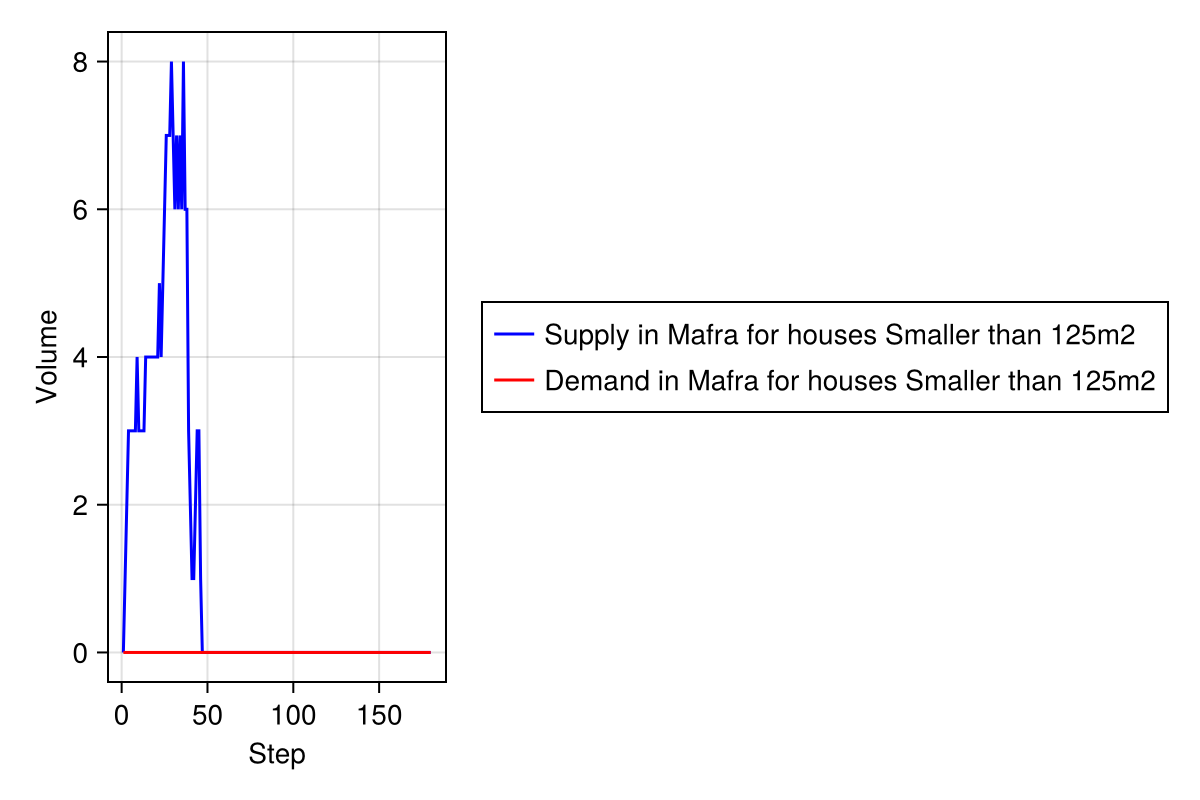 8
6
4
2
0
Volume
0 50 100 150
Step
Supply in Mafra for houses Smaller than 125m2
Demand in Mafra for houses Smaller than 125m2